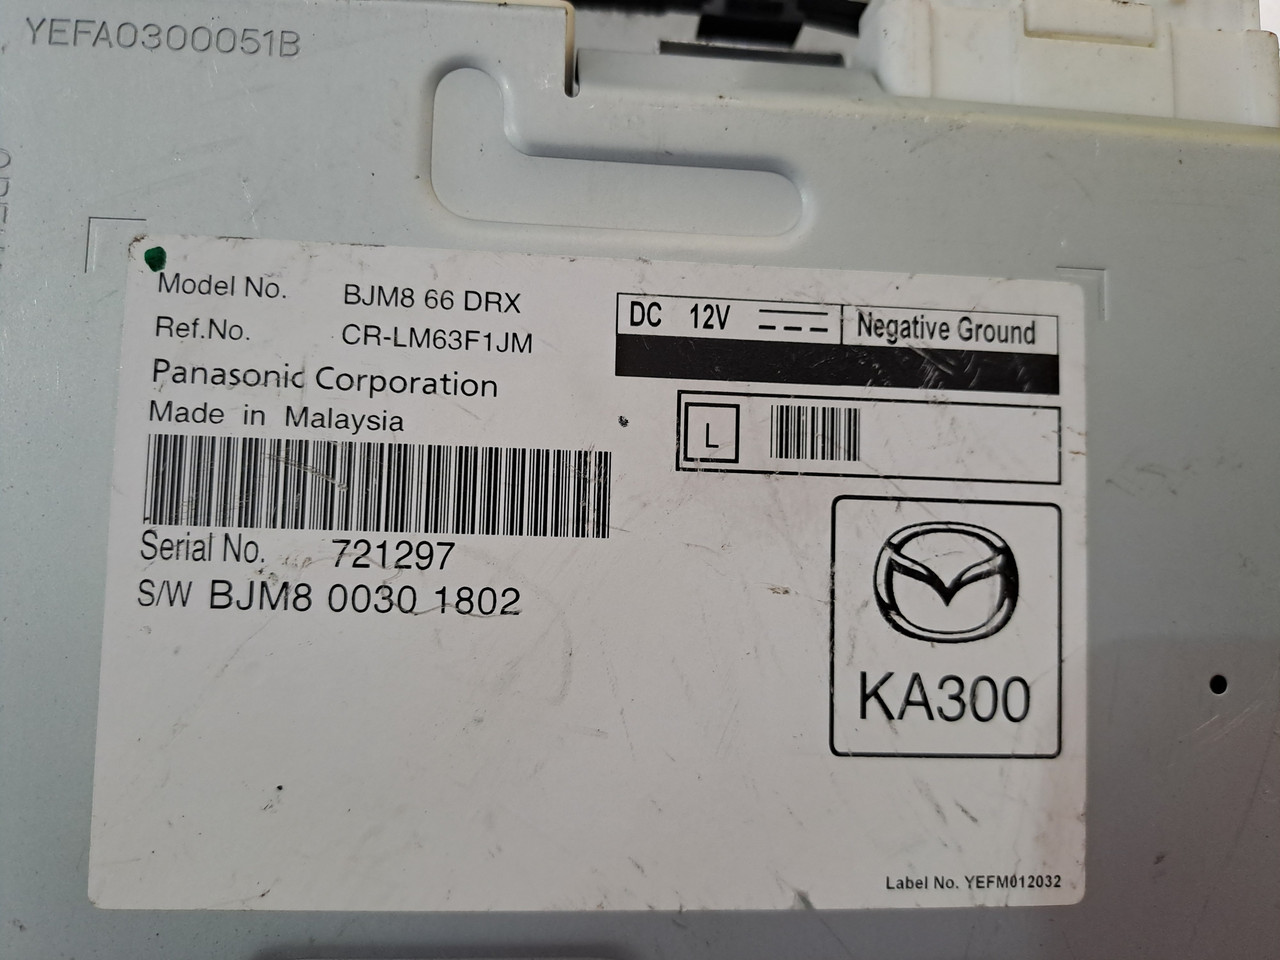 YEFA0300051B
Model No. BJM8 66 DRX
Ref.No. CR-LM63F1JM
Panasonic Corporation
Made in Malaysia
Serial No. 721297
S/W BJM8 0030 1802
DC 12V Negative Ground
L
KA300
Label No. YEFM012032